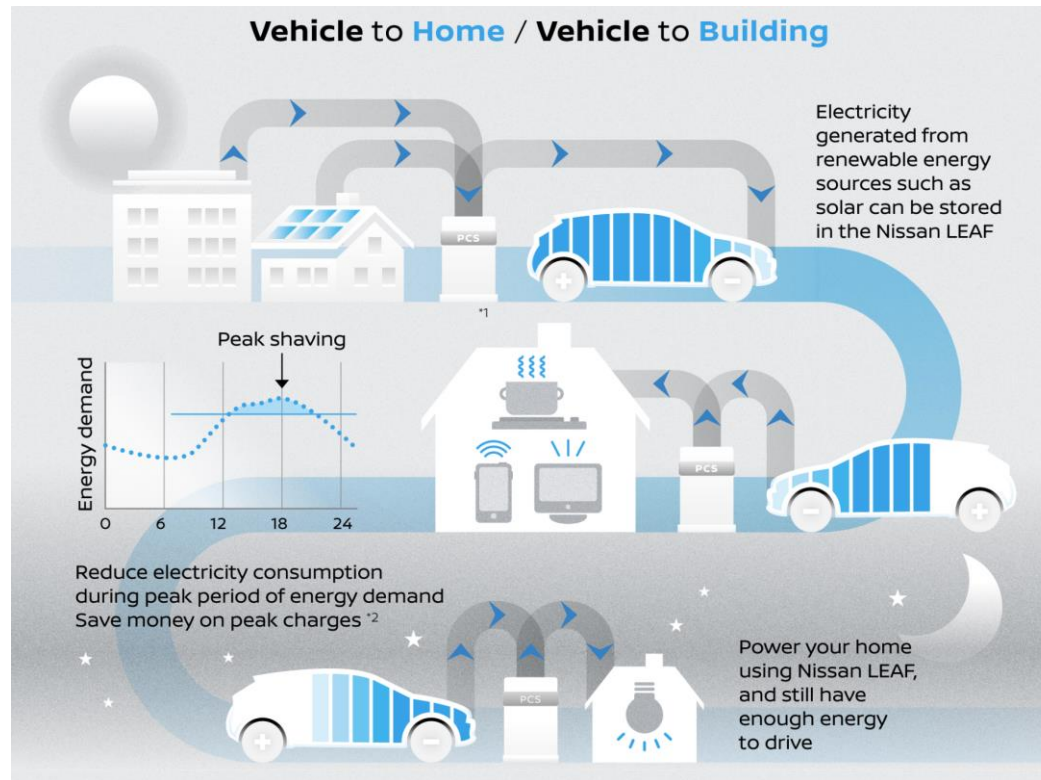 Vehicle to Home / Vehicle to Building
Electricity
generated from
renewable energy
sources such as
solar can be stored
in the Nissan LEAF
PCS
+
−
*1
Peak shaving
Energy demand
0 6 12 18 24
PCS
−
+
Reduce electricity consumption
during peak period of energy demand
Save money on peak charges *2
+
−
PCS
Power your home
using Nissan LEAF,
and still have
enough energy
to drive